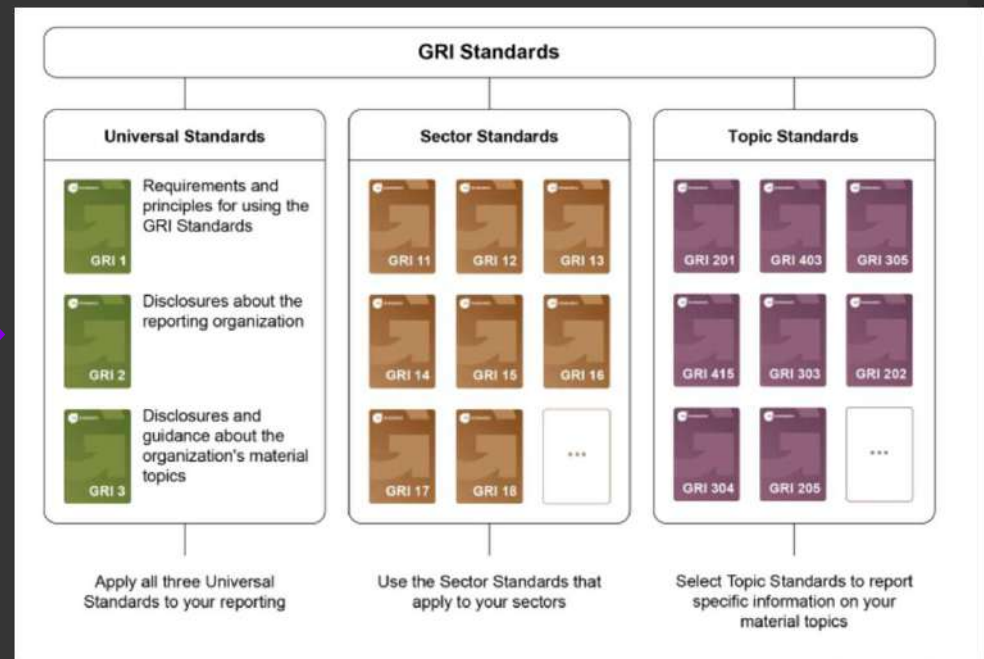 GRI Standards
Universal Standards
Requirements and
principles for using the
GRI Standards
GRI 1
Disclosures about the
reporting organization
GRI 2
Disclosures and
guidance about the
organization's material
topics
GRI 3
Apply all three Universal
Standards to your reporting
Sector Standards
GRI 11
GRI 12
GRI 13
GRI 14
GRI 15
GRI 16
GRI 17
GRI 18
...
Use the Sector Standards that
apply to your sectors
Topic Standards
GRI 201
GRI 403
GRI 305
GRI 415
GRI 303
GRI 202
GRI 304
GRI 205
...
Select Topic Standards to report
specific information on your
material topics